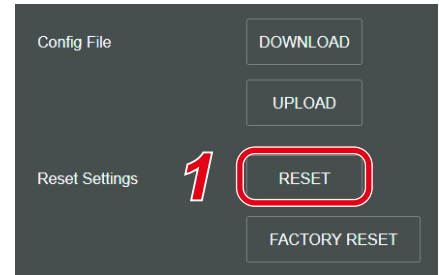 Config File DOWNLOAD
UPLOAD
Reset Settings 1 RESET
FACTORY RESET